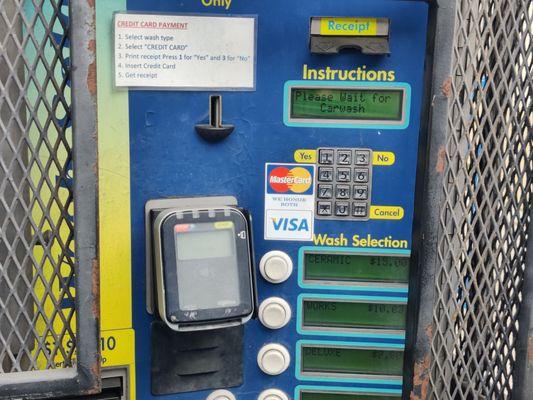 Only
CREDIT CARD PAYMENT
1. Select wash type
2. Select "CREDIT CARD"
3. Print receipt Press 1 for "Yes" and 3 for "No"
4. Insert Credit Card
5. Get receipt
Receipt
Instructions
Please Wait for
Carwash
Yes
1 2 3
No
4 5 6
7 8 9
0
Cancel
MasterCard
WE HONOR
BOTH
VISA
Wash Selection
CERAMIC $15.00
WORKS
DELUXE
10